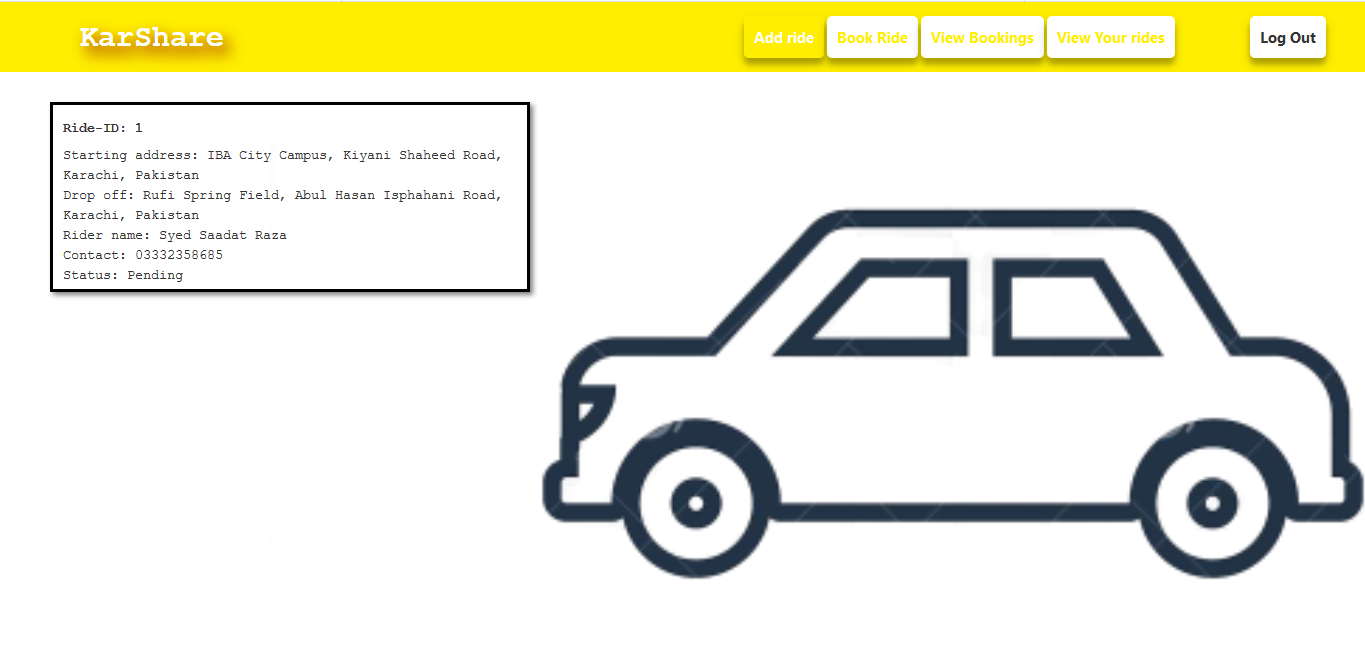 KarShare
Add ride
Book Ride
View Bookings
View Your rides
Log Out
Ride-ID: 1
Starting address: IBA City Campus, Kiyani Shaheed Road,
Karachi, Pakistan
Drop off: Rufi Spring Field, Abul Hasan Isphahani Road,
Karachi, Pakistan
Rider name: Syed Saadat Raza
Contact: 03332358685
Status: Pending